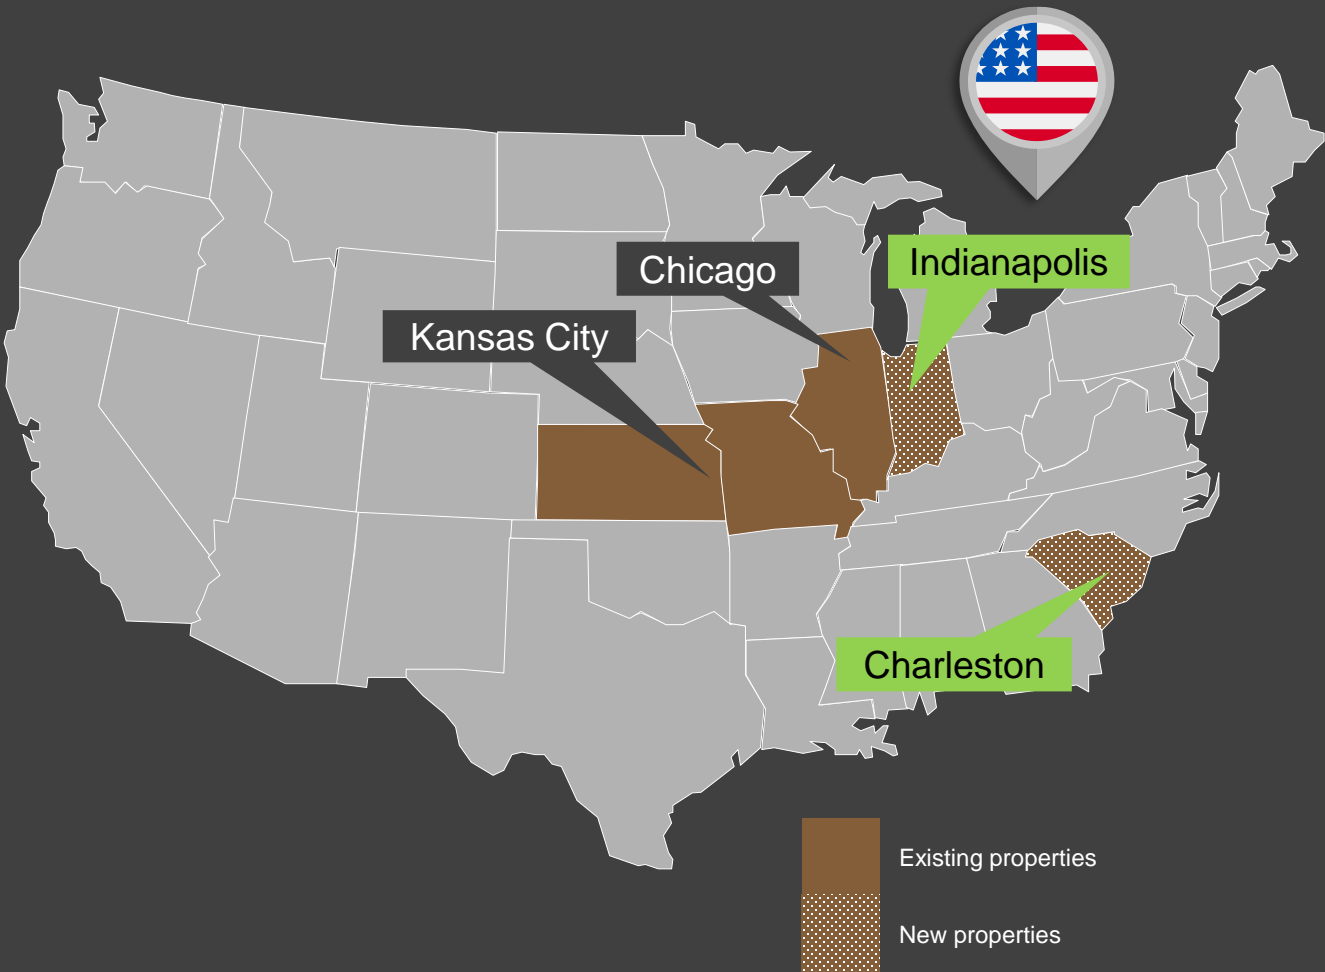 Indianapolis
Chicago
Kansas City
Charleston
Existing properties
New properties